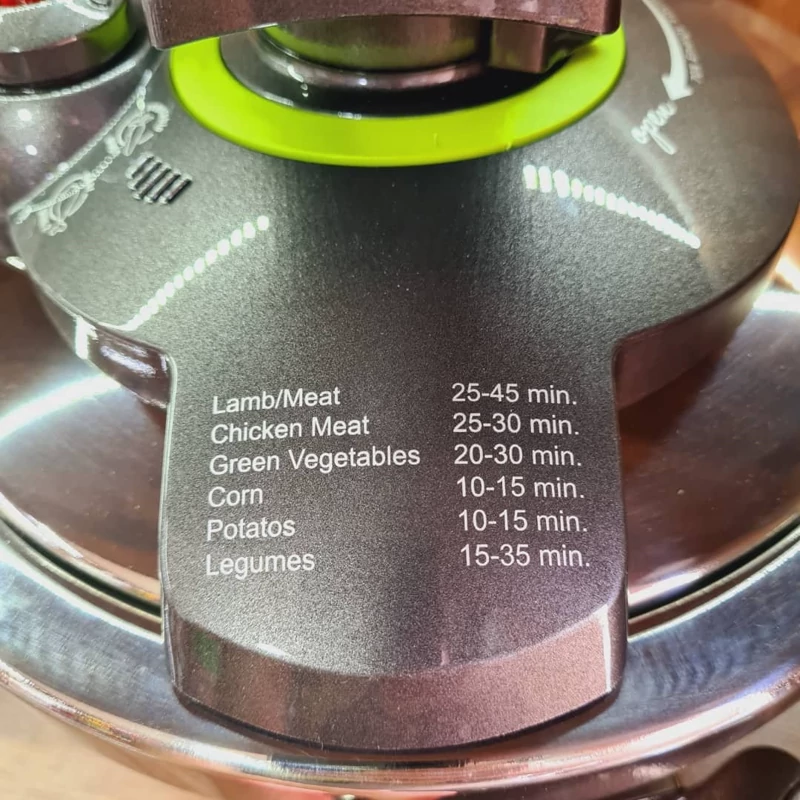 open
Lamb/Meat 25-45 min.
Chicken Meat 25-30 min.
Green Vegetables 20-30 min.
Corn 10-15 min.
Potatos 10-15 min.
Legumes 15-35 min.